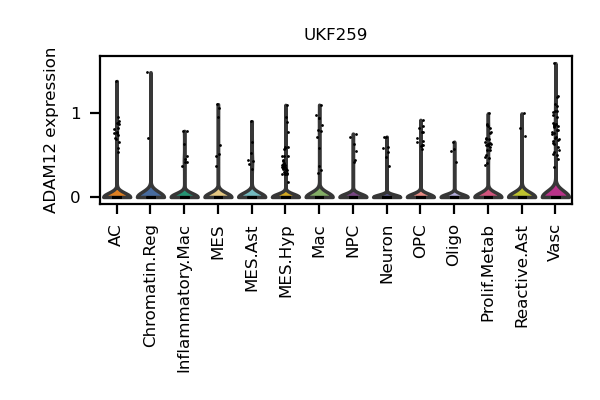 UKF259
ADAM12 expression
1
0
AC
Chromatin.Reg
Inflammatory.Mac
MES
MES.Ast
MES.Hyp
Mac
NPC
Neuron
OPC
Oligo
Prolif.Metab
Reactive.Ast
Vasc